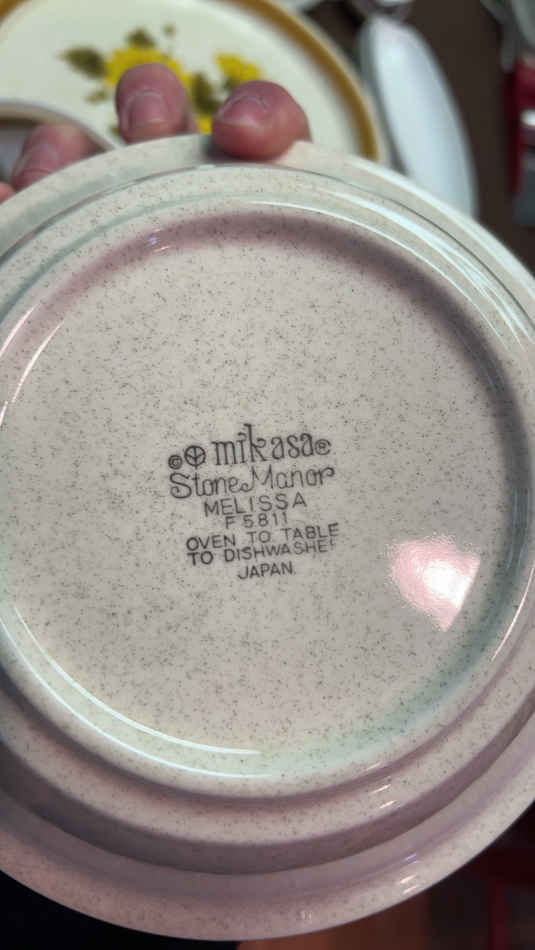 © mikasa®
Stone Manor
MELISSA
F 5811
OVEN TO TABLE
TO DISHWASHER
JAPAN